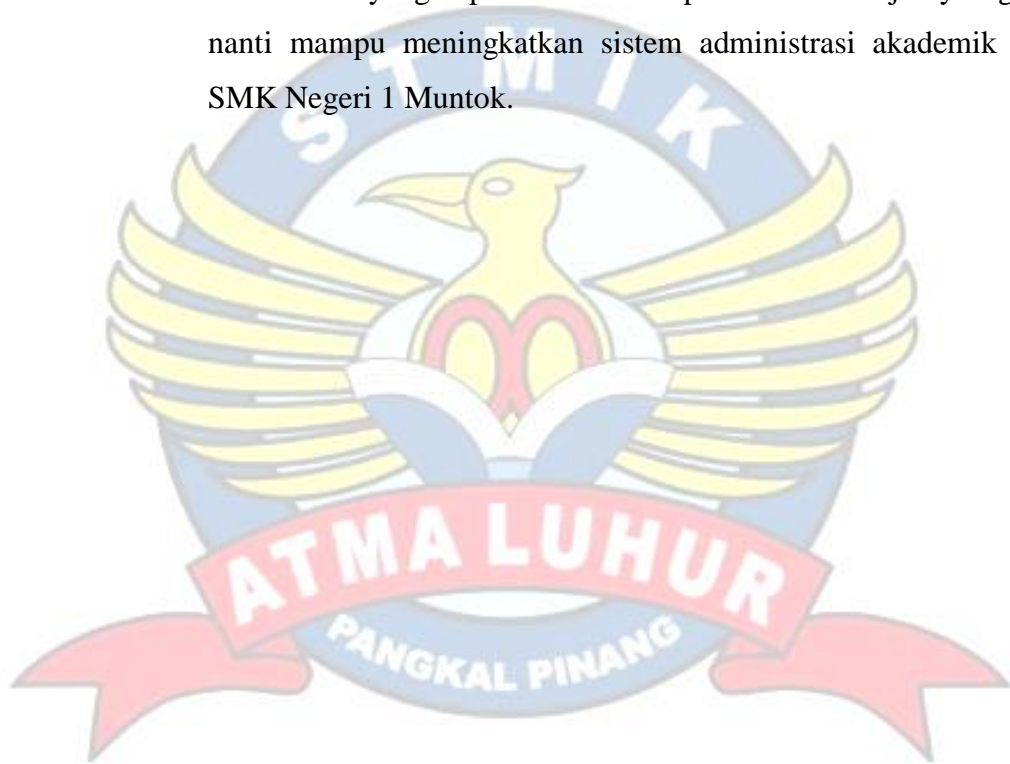 nanti mampu meningkatkan sistem administrasi akademik
SMK Negeri 1 Muntok.
STMIK
ATMA LUHUR
PANGKAL PINANG